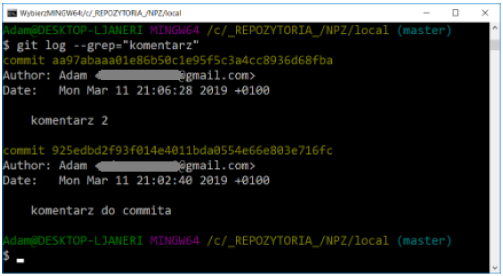 WybierzMINGW64:/c/_REPOZYTORIA_/NPZ/local
Adam@DESKTOP-LJANERI MINGW64 /c/_REPOZYTORIA_/NPZ/local (master)
$ git log --grep="komentarz"
commit aa97abaaa01e86b50c1e95f5c3a4cc8936d68fba
Author: Adam < @gmail.com>
Date: Mon Mar 11 21:06:28 2019 +0100
komentarz 2
commit 925edbd2f93f014e4011bda0554e66e803e716fc
Author: Adam < @gmail.com>
Date: Mon Mar 11 21:02:40 2019 +0100
komentarz do commita
Adam@DESKTOP-LJANERI MINGW64 /c/_REPOZYTORIA_/NPZ/local (master)
$